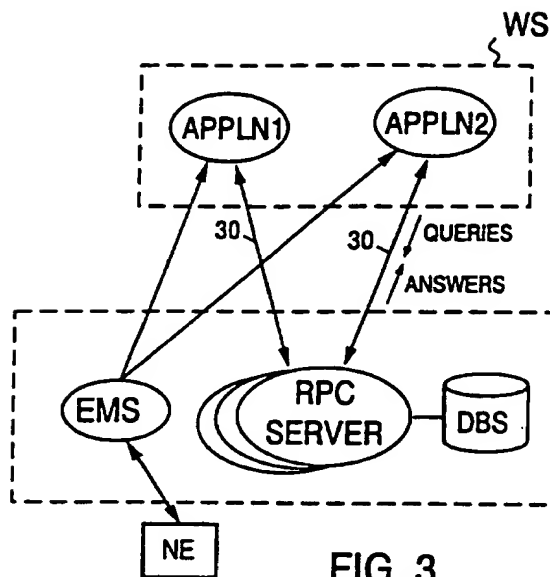 WS
APPLN1
APPLN2
30
30
QUERIES
ANSWERS
EMS
RPC
SERVER
DBS
NE
FIG. 3